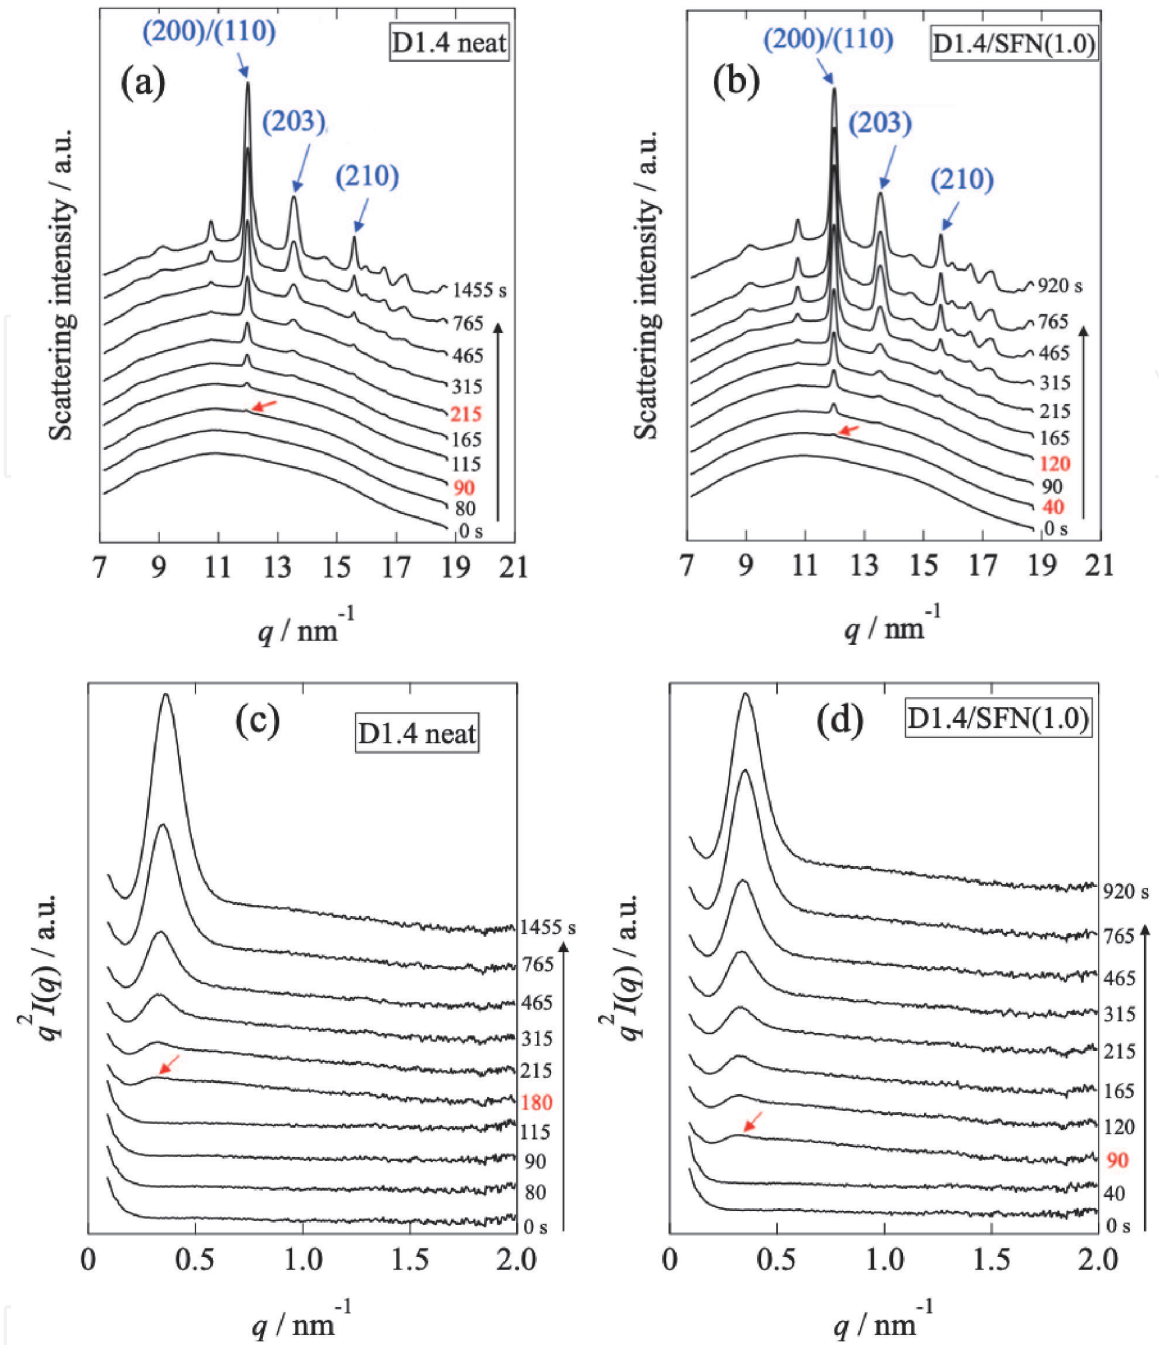 D1.4 neat
(a)
(200)/(110)
(203)
(210)
Scattering intensity / a.u.
1455 s
765
465
315
215
165
115
90
80
0 s
7 9 11 13 15 17 19 21
q / nm-1
D1.4/SFN(1.0)
(b)
(200)/(110)
(203)
(210)
Scattering intensity / a.u.
920 s
765
465
315
215
165
120
90
40
0 s
7 9 11 13 15 17 19 21
q / nm-1
(c)
D1.4 neat
q2I(q) / a.u.
1455 s
765
465
315
215
180
115
90
80
0 s
0 0.5 1.0 1.5 2.0
q / nm-1
(d)
D1.4/SFN(1.0)
q2I(q) / a.u.
920 s
765
465
315
215
165
120
90
40
0 s
0 0.5 1.0 1.5 2.0
q / nm-1